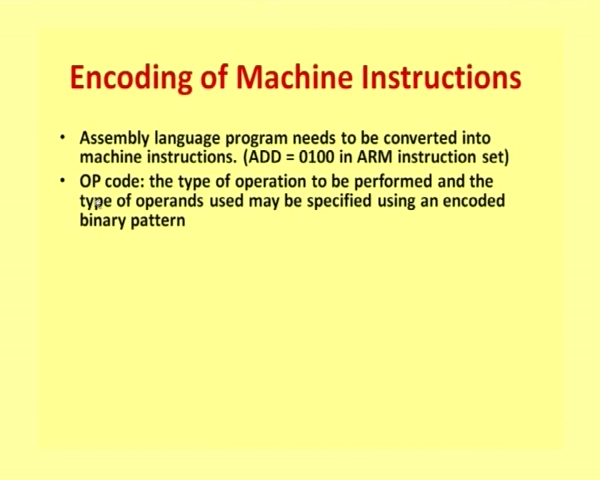 Encoding of Machine Instructions
• Assembly language program needs to be converted into
machine instructions. (ADD = 0100 in ARM instruction set)
• OP code: the type of operation to be performed and the
type of operands used may be specified using an encoded
binary pattern